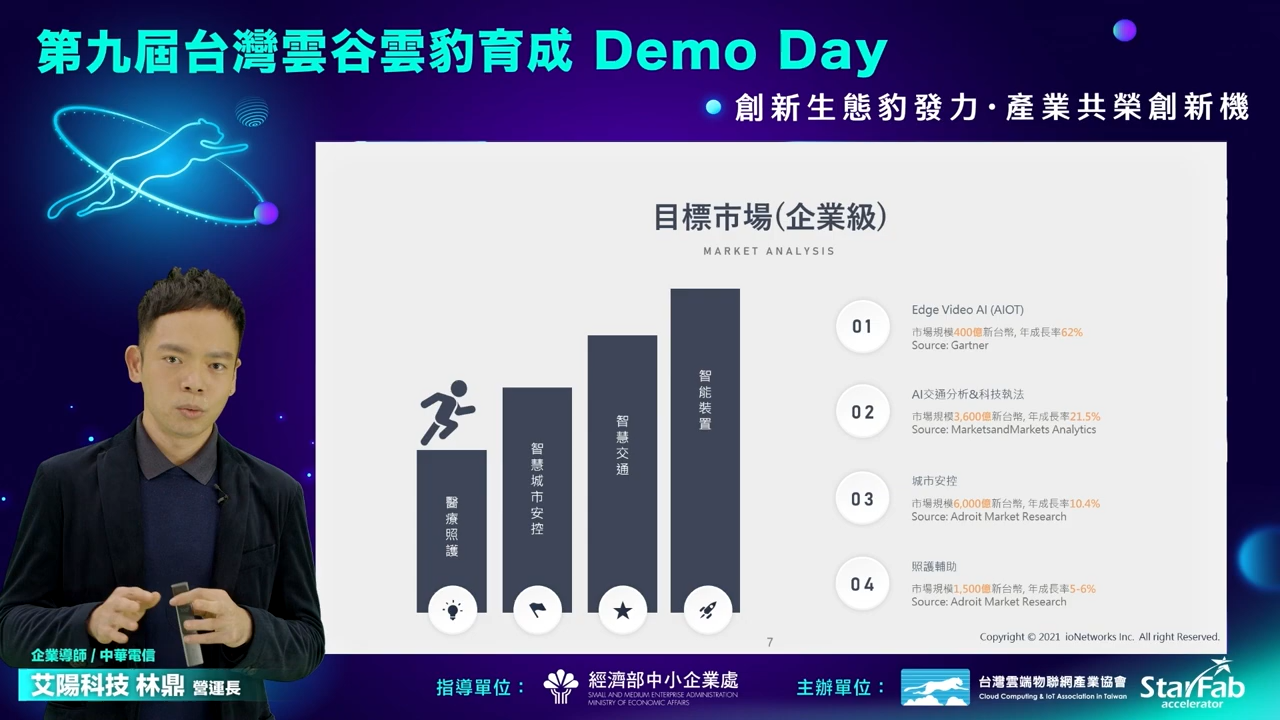 第九屆台灣雲谷雲豹育成 Demo Day
創新生態豹發力·產業共榮創新機
目標市場(企業級)
MARKET ANALYSIS
醫療照護
智慧城市安控
智慧交通
智能裝置
01
Edge Video AI (AIOT)
市場規模400億新台幣, 年成長率62%
Source: Gartner
02
AI交通分析&科技執法
市場規模3,600億新台幣, 年成長率21.5%
Source: MarketsandMarkets Analytics
03
城市安控
市場規模6,000億新台幣, 年成長率10.4%
Source: Adroit Market Research
04
照護輔助
市場規模1,500億新台幣, 年成長率5-6%
Source: Adroit Market Research
7
Copyright © 2021 ioNetworks Inc. All right Reserved.
企業導師 / 中華電信
艾陽科技 林鼎 營運長
指導單位：
經濟部中小企業處
SMALL AND MEDIUM ENTERPRISE ADMINISTRATION
MINISTRY OF ECONOMIC AFFAIRS
主辦單位：
台灣雲端物聯網產業協會
Cloud Computing & IoT Association in Taiwan
StarFab
accelerator